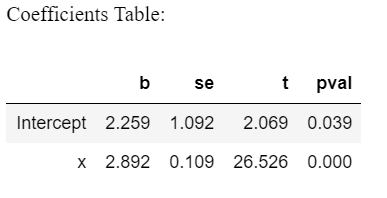 Coefficients Table:
b se t pval
Intercept 2.259 1.092 2.069 0.039
x 2.892 0.109 26.526 0.000